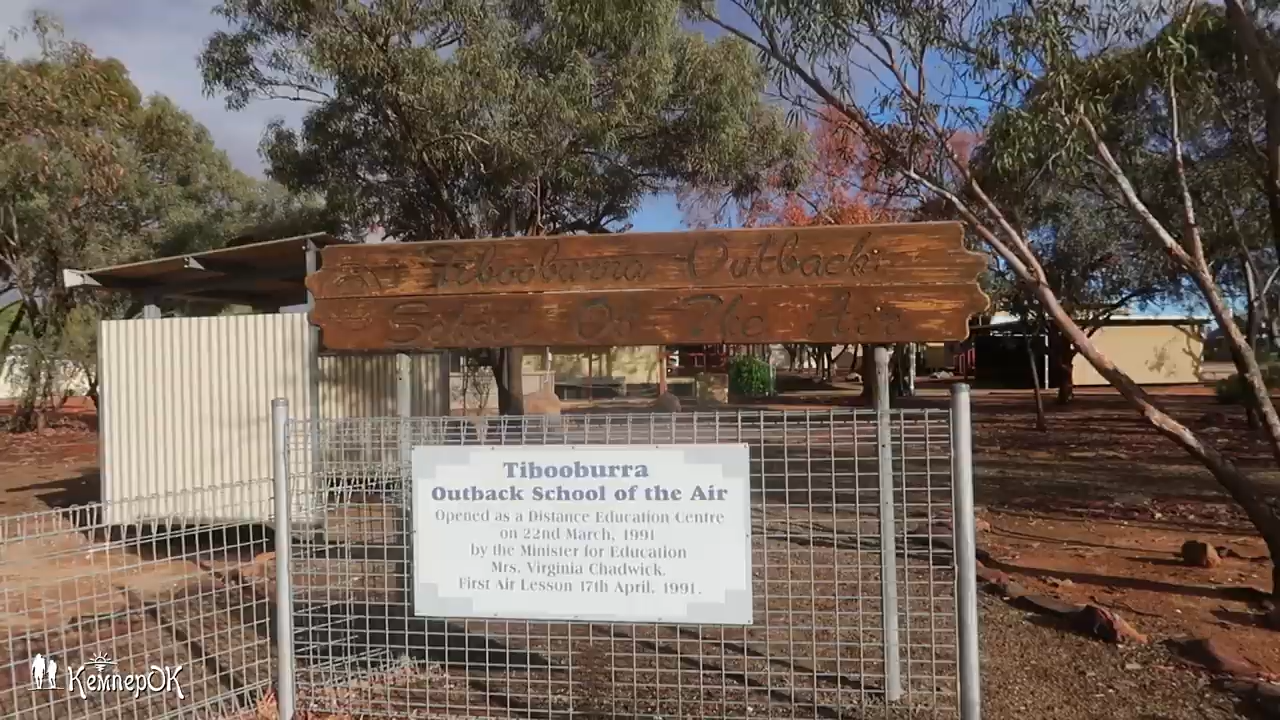 Tibooburra Outback
School Of The Air
Tibooburra
Outback School of the Air
Opened as a Distance Education Centre
on 22nd March, 1991
by the Minister for Education
Mrs. Virginia Chadwick.
First Air Lesson 17th April, 1991.
КемперОК